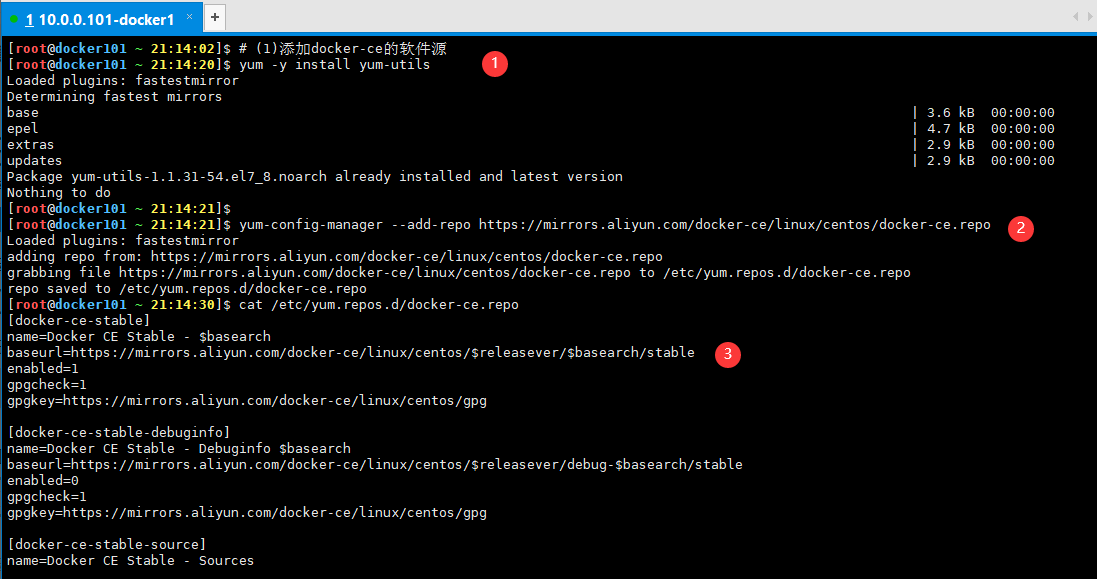 1 10.0.0.101-docker1 × +
[root@docker101 ~ 21:14:02]$ # (1)添加docker-ce的软件源
[root@docker101 ~ 21:14:20]$ yum -y install yum-utils 1
Loaded plugins: fastestmirror
Determining fastest mirrors
base | 3.6 kB 00:00:00
epel | 4.7 kB 00:00:00
extras | 2.9 kB 00:00:00
updates | 2.9 kB 00:00:00
Package yum-utils-1.1.31-54.el7_8.noarch already installed and latest version
Nothing to do
[root@docker101 ~ 21:14:21]$
[root@docker101 ~ 21:14:21]$ yum-config-manager --add-repo https://mirrors.aliyun.com/docker-ce/linux/centos/docker-ce.repo 2
Loaded plugins: fastestmirror
adding repo from: https://mirrors.aliyun.com/docker-ce/linux/centos/docker-ce.repo
grabbing file https://mirrors.aliyun.com/docker-ce/linux/centos/docker-ce.repo to /etc/yum.repos.d/docker-ce.repo
repo saved to /etc/yum.repos.d/docker-ce.repo
[root@docker101 ~ 21:14:30]$ cat /etc/yum.repos.d/docker-ce.repo
[docker-ce-stable]
name=Docker CE Stable - $basearch
baseurl=https://mirrors.aliyun.com/docker-ce/linux/centos/$releasever/$basearch/stable 3
enabled=1
gpgcheck=1
gpgkey=https://mirrors.aliyun.com/docker-ce/linux/centos/gpg
[docker-ce-stable-debuginfo]
name=Docker CE Stable - Debuginfo $basearch
baseurl=https://mirrors.aliyun.com/docker-ce/linux/centos/$releasever/debug-$basearch/stable
enabled=0
gpgcheck=1
gpgkey=https://mirrors.aliyun.com/docker-ce/linux/centos/gpg
[docker-ce-stable-source]
name=Docker CE Stable - Sources